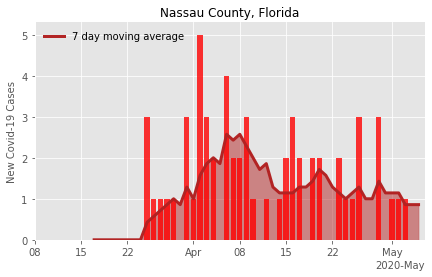 Nassau County, Florida
7 day moving average
New Covid-19 Cases
5
4
3
2
1
0
08 15 22 Apr 08 15 22 May
2020-May